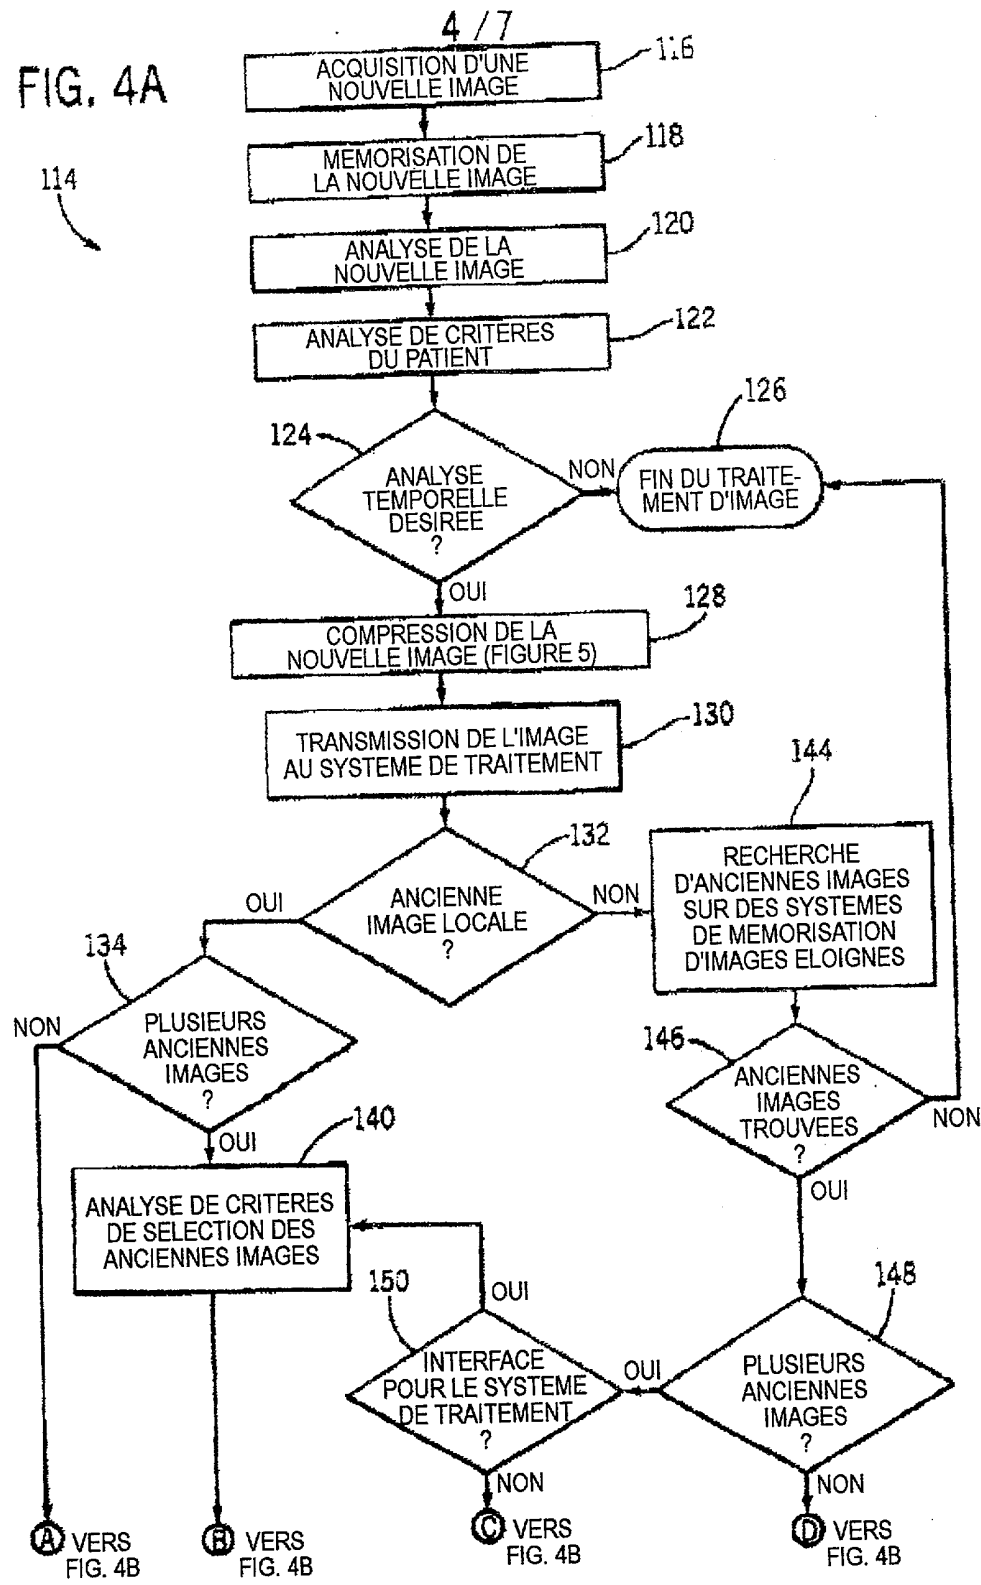 4/7
FIG. 4A
114
ACQUISITION D'UNE
NOUVELLE IMAGE
116
MEMORISATION DE
LA NOUVELLE IMAGE
118
ANALYSE DE LA
NOUVELLE IMAGE
120
ANALYSE DE CRITERES
DU PATIENT
122
124
ANALYSE
TEMPORELLE
DESIREE
?
NON
126
FIN DU TRAITE-
MENT D'IMAGE
OUI
COMPRESSION DE LA
NOUVELLE IMAGE (FIGURE 5)
128
TRANSMISSION DE L'IMAGE
AU SYSTEME DE TRAITEMENT
130
132
ANCIENNE
IMAGE LOCALE
?
OUI
NON
144
RECHERCHE
D'ANCIENNES IMAGES
SUR DES SYSTEMES
DE MEMORISATION
D'IMAGES ELOIGNES
134
NON
PLUSIEURS
ANCIENNES
IMAGES
?
OUI
146
ANCIENNES
IMAGES
TROUVEES
?
NON
OUI
140
ANALYSE DE CRITERES
DE SELECTION DES
ANCIENNES IMAGES
150
OUI
INTERFACE
POUR LE SYSTEME
DE TRAITEMENT
?
NON
148
OUI
PLUSIEURS
ANCIENNES
IMAGES
?
NON
A VERS
FIG. 4B
B VERS
FIG. 4B
C VERS
FIG. 4B
D VERS
FIG. 4B